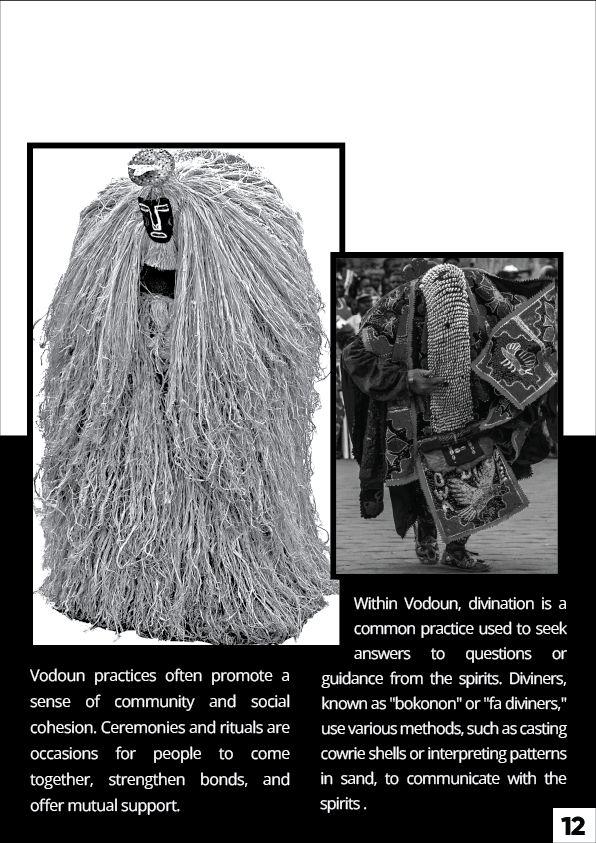 Vodoun practices often promote a
sense of community and social
cohesion. Ceremonies and rituals are
occasions for people to come
together, strengthen bonds, and
offer mutual support.
Within Vodoun, divination is a
common practice used to seek
answers to questions or
guidance from the spirits. Diviners,
known as "bokonon" or "fa diviners,"
use various methods, such as casting
cowrie shells or interpreting patterns
in sand, to communicate with the
spirits .
12